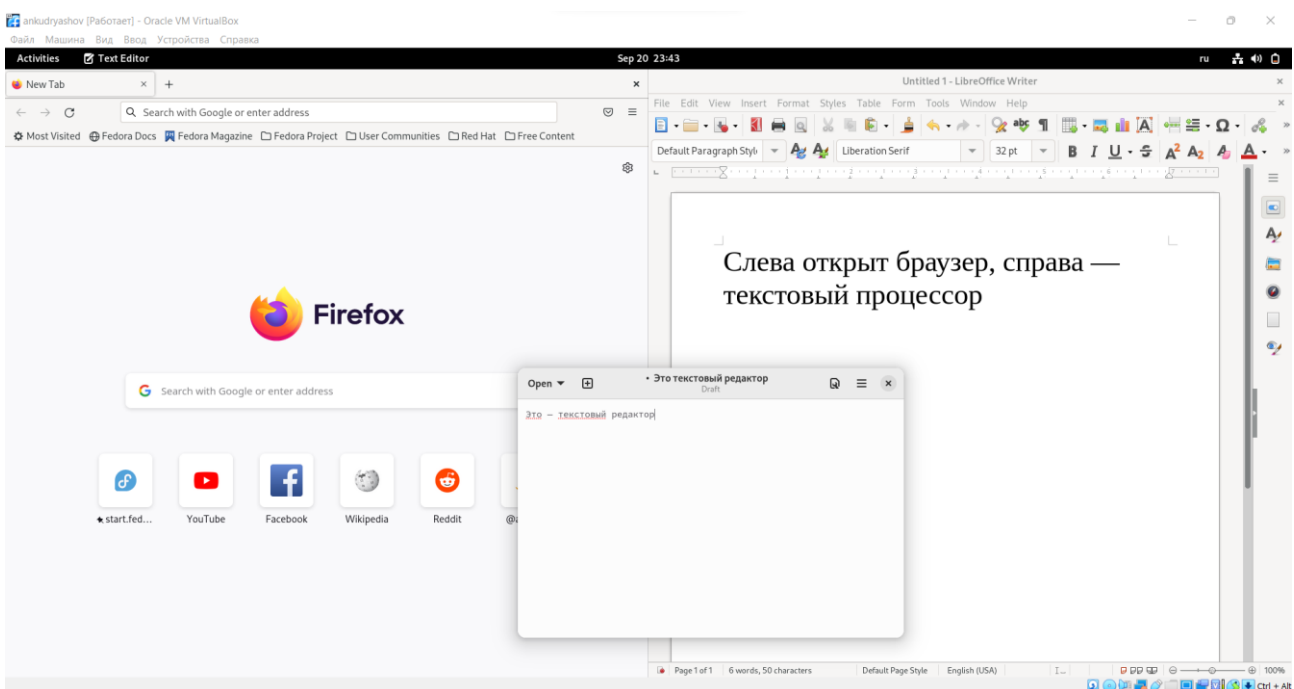 ankudryashov [Работает] - Oracle VM VirtualBox
Файл Машина Вид Ввод Устройства Справка
Activities Text Editor Sep 20 23:43 ru
New Tab
Untitled 1 - LibreOffice Writer
Search with Google or enter address
Most Visited Fedora Docs Fedora Magazine Fedora Project User Communities Red Hat Free Content
File Edit View Insert Format Styles Table Form Tools Window Help
Default Paragraph Styl Liberation Serif 32 pt
Слева открыт браузер, справа —
текстовый процессор
Firefox
Search with Google or enter address
start.fed... YouTube Facebook Wikipedia Reddit
Open • Это текстовый редактор
Draft
Это — текстовый редактор
Page 1 of 1 6 words, 50 characters Default Page Style English (USA) 100%
Ctrl + Alt